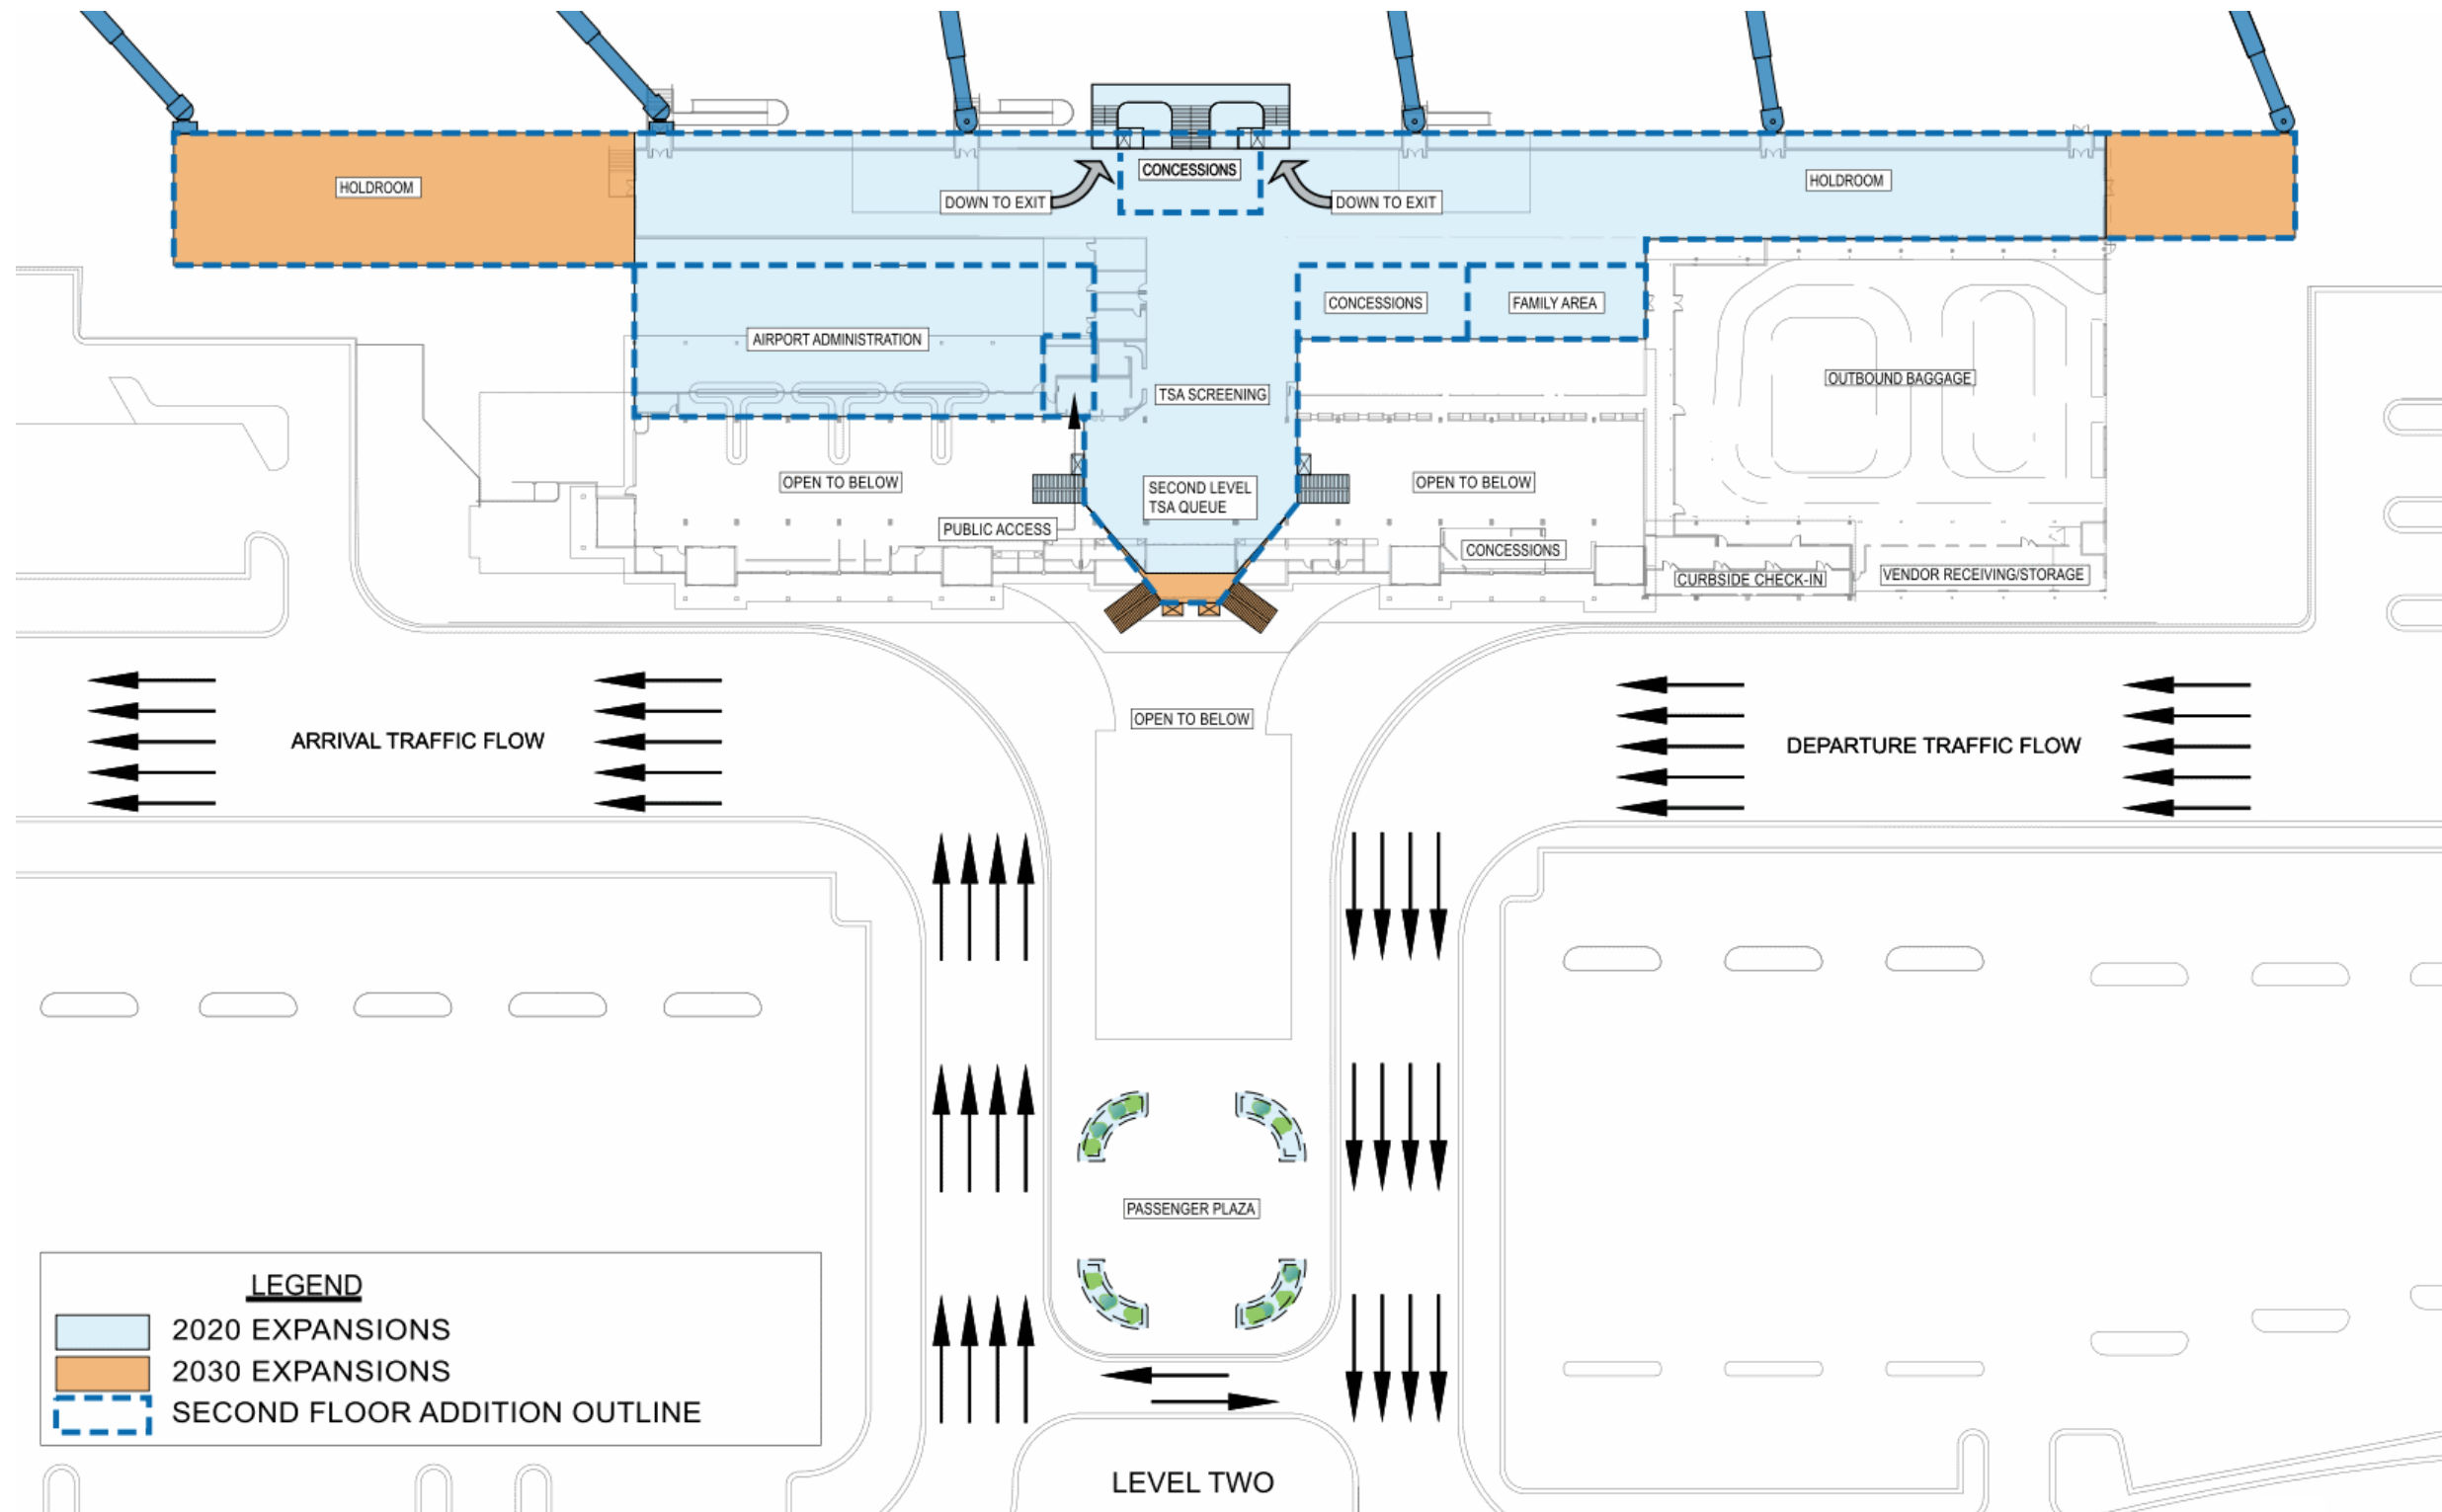 CONCESSIONS
HOLDROOM
HOLDROOM
DOWN TO EXIT
DOWN TO EXIT
CONCESSIONS
FAMILY AREA
AIRPORT ADMINISTRATION
OUTBOUND BAGGAGE
TSA SCREENING
OPEN TO BELOW
SECOND LEVEL
TSA QUEUE
OPEN TO BELOW
PUBLIC ACCESS
CONCESSIONS
CURBSIDE CHECK-IN
VENDOR RECEIVING/STORAGE
OPEN TO BELOW
ARRIVAL TRAFFIC FLOW
DEPARTURE TRAFFIC FLOW
PASSENGER PLAZA
LEGEND
2020 EXPANSIONS
2030 EXPANSIONS
SECOND FLOOR ADDITION OUTLINE
LEVEL TWO